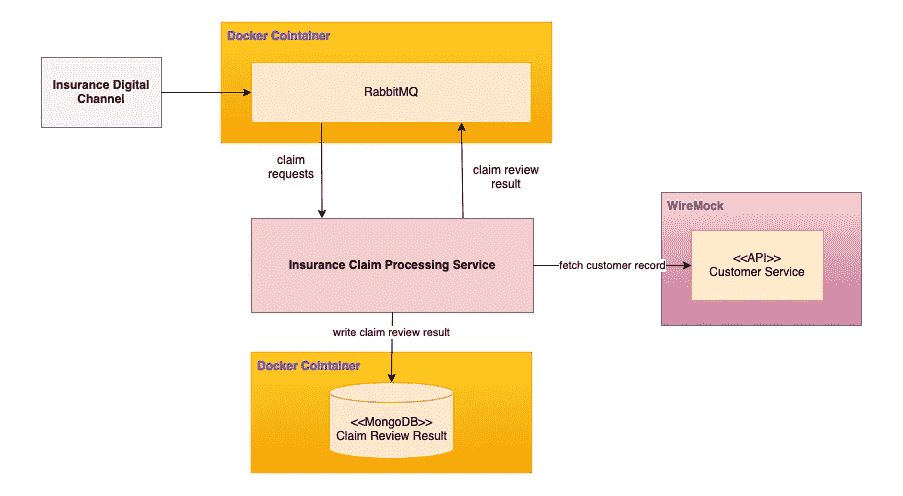 Docker Cointainer
Insurance Digital
Channel
RabbitMQ
claim
requests
claim review
result
WireMock
<<API>>
Customer Service
Insurance Claim Processing Service
fetch customer record
write claim review result
Docker Cointainer
<<MongoDB>>
Claim Review Result